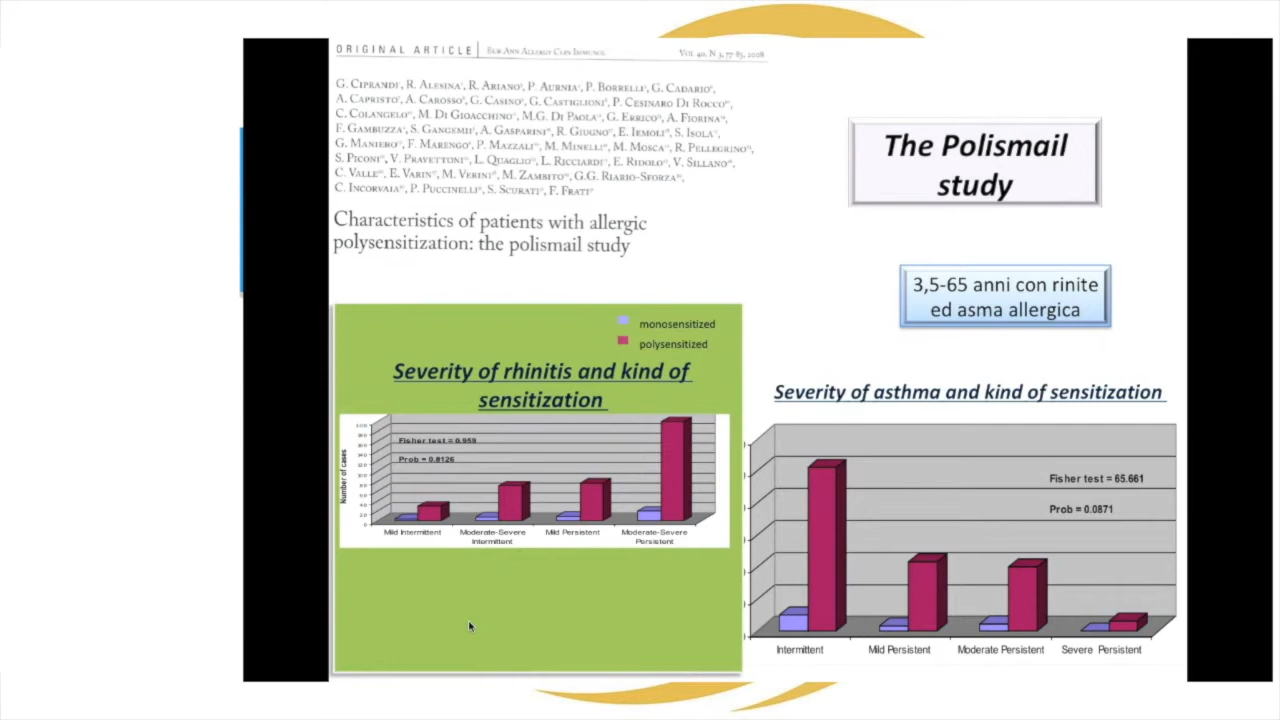 ORIGINAL ARTICLE
EUR ANN ALLERGY CLIN IMMUNOL
VOL 40, N 3, 77-85, 2008
G. CIPRANDI, R. ALESINA, R. ARIANO, P. AURNIA, P. BORRELLI, G. CADARIO,
A. CAPRISTO, A. CAROSSO, G. CASINO, G. CASTIGLIONI, P. CESINARO DI ROCCO,
C. COLANGELO, M. DI GIOACCHINO, M.G. DI PAOLA, G. ERRICO, A. FIORINA,
F. GAMBUZZA, S. GANGEMI, A. GASPARINI, R. GIUGNO, E. IEMOLI, S. ISOLA,
G. MANIERO, F. MARENGO, P. MAZZALI, M. MINELLI, M. MOSCA, R. PELLEGRINO,
S. PICONI, V. PRAVETTONI, L. QUAGLIO, L. RICCIARDI, E. RIDOLO, V. SILLANO,
C. VALLE, E. VARIN, M. VERINI, M. ZAMBITO, G.G. RIARIO-SFORZA,
C. INCORVAIA, P. PUCCINELLI, S. SCURATI, F. FRATI
Characteristics of patients with allergic
polysensitization: the polismail study
The Polismail
study
3,5-65 anni con rinite
ed asma allergica
monosensitized
polysensitized
Severity of rhinitis and kind of
sensitization
Number of cases
Fisher test = 0.959
Prob = 0.8126
Mild Intermittent
Moderate-Severe
Intermittent
Mild Persistent
Moderate-Severe
Persistent
Severity of asthma and kind of sensitization
Fisher test = 65.661
Prob = 0.0871
Intermittent
Mild Persistent
Moderate Persistent
Severe Persistent